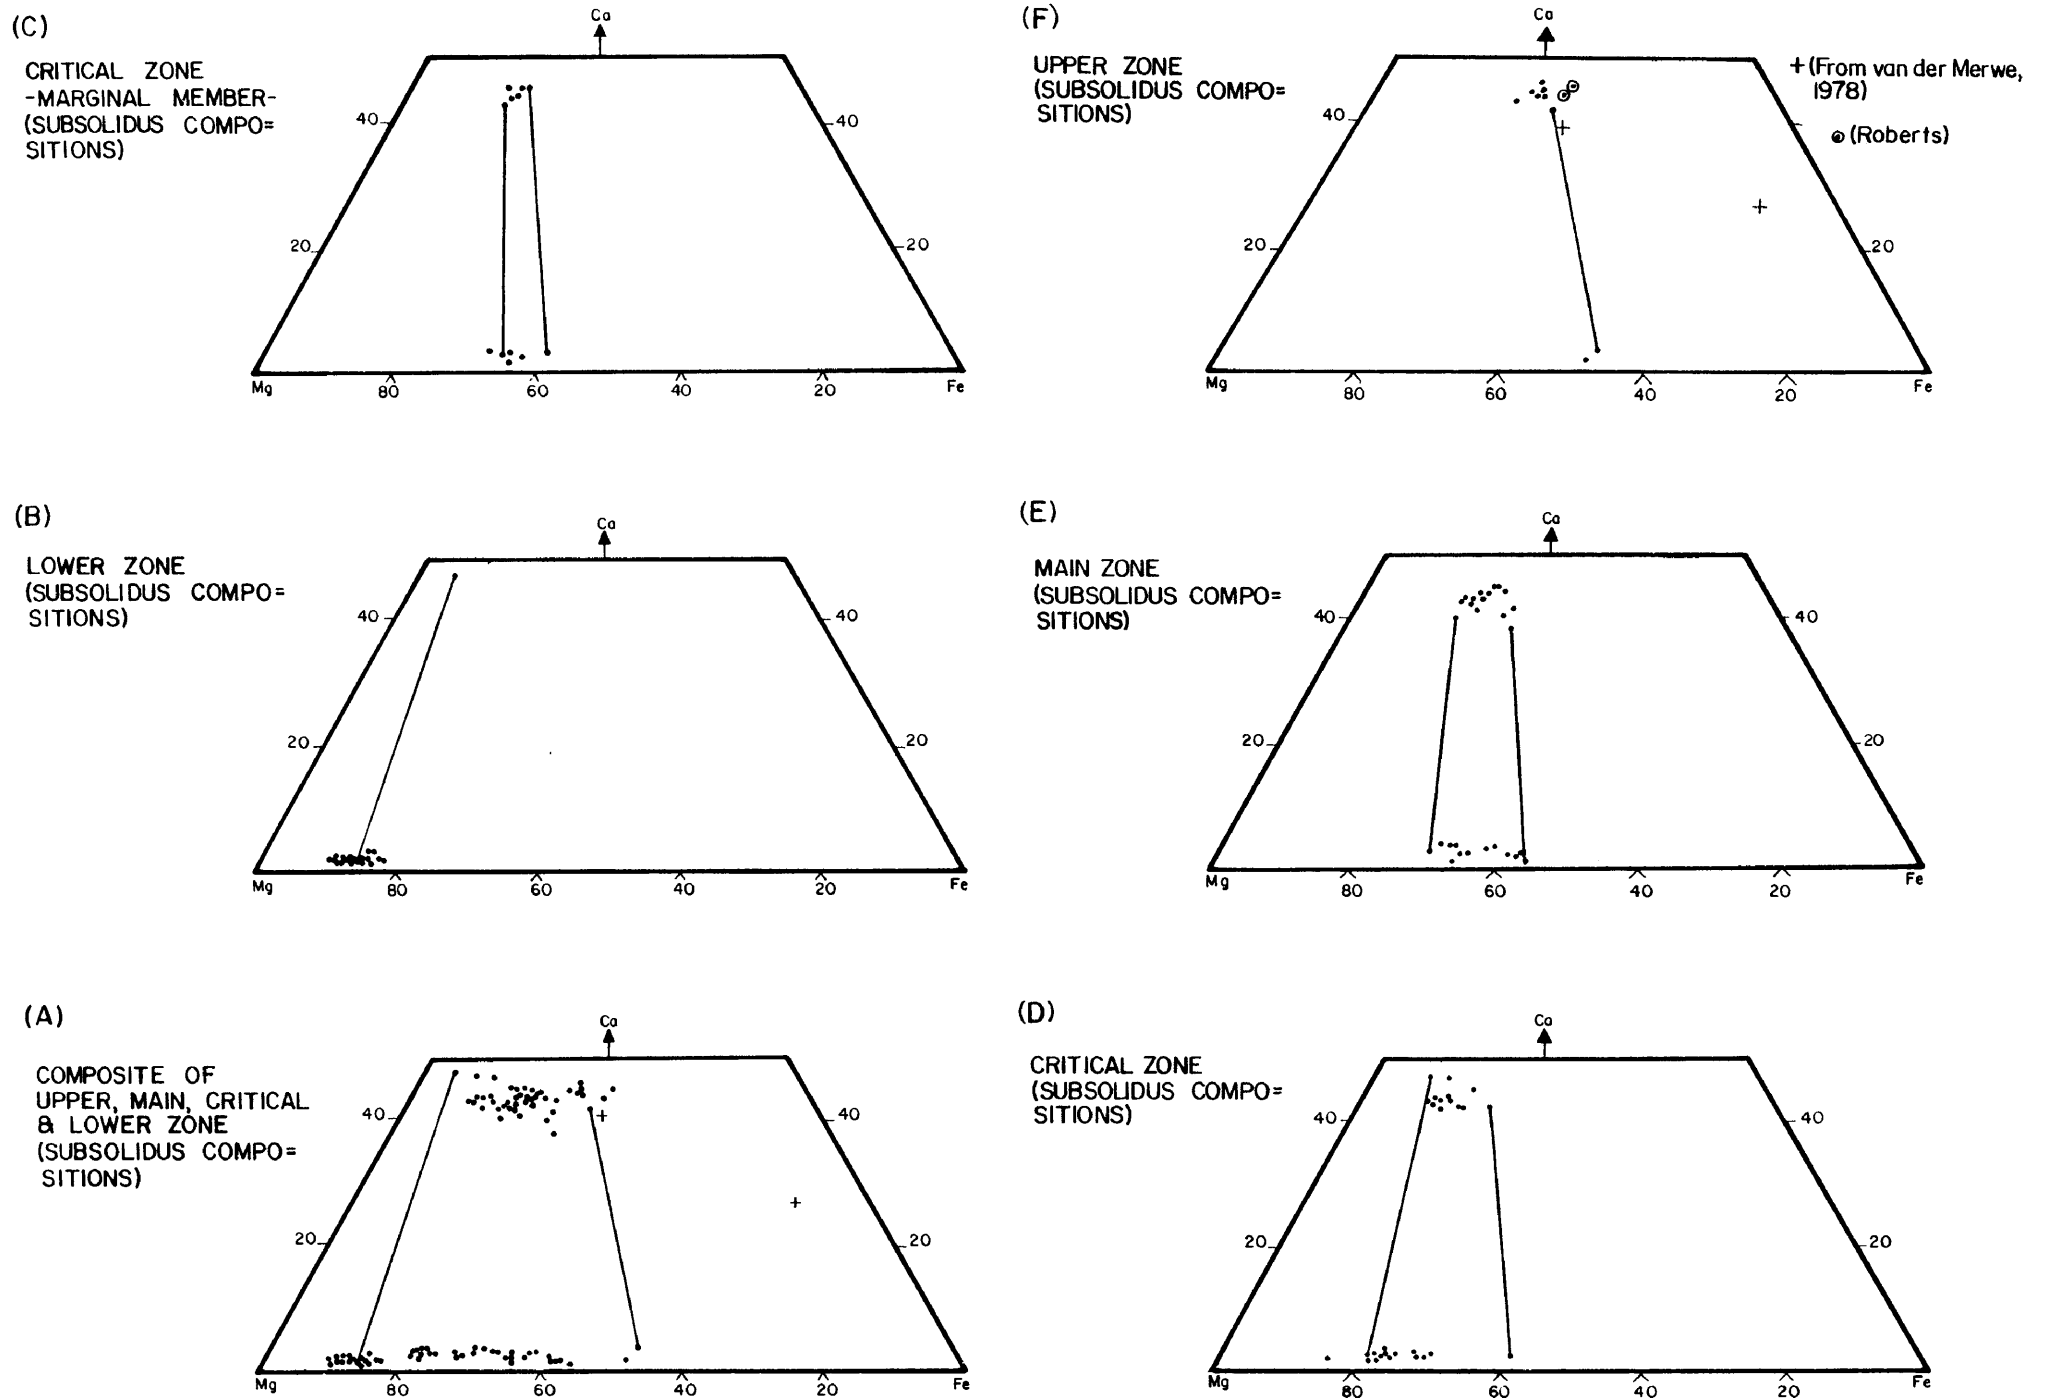 (C)
CRITICAL ZONE
-MARGINAL MEMBER-
(SUBSOLIDUS COMPO=
SITIONS)
Ca
40
40
20
20
Mg
80
60
40
20
Fe
(F)
UPPER ZONE
(SUBSOLIDUS COMPO=
SITIONS)
Ca
+ (From van der Merwe,
1978)
(Roberts)
40
40
20
20
Mg
80
60
40
20
Fe
(B)
LOWER ZONE
(SUBSOLIDUS COMPO=
SITIONS)
Ca
40
40
20
20
Mg
80
60
40
20
Fe
(E)
MAIN ZONE
(SUBSOLIDUS COMPO=
SITIONS)
Ca
40
40
20
20
Mg
80
60
40
20
Fe
(A)
COMPOSITE OF
UPPER, MAIN, CRITICAL
& LOWER ZONE
(SUBSOLIDUS COMPO=
SITIONS)
Ca
40
40
20
20
Mg
80
60
40
20
Fe
(D)
CRITICAL ZONE
(SUBSOLIDUS COMPO=
SITIONS)
Ca
40
40
20
20
Mg
80
60
40
20
Fe